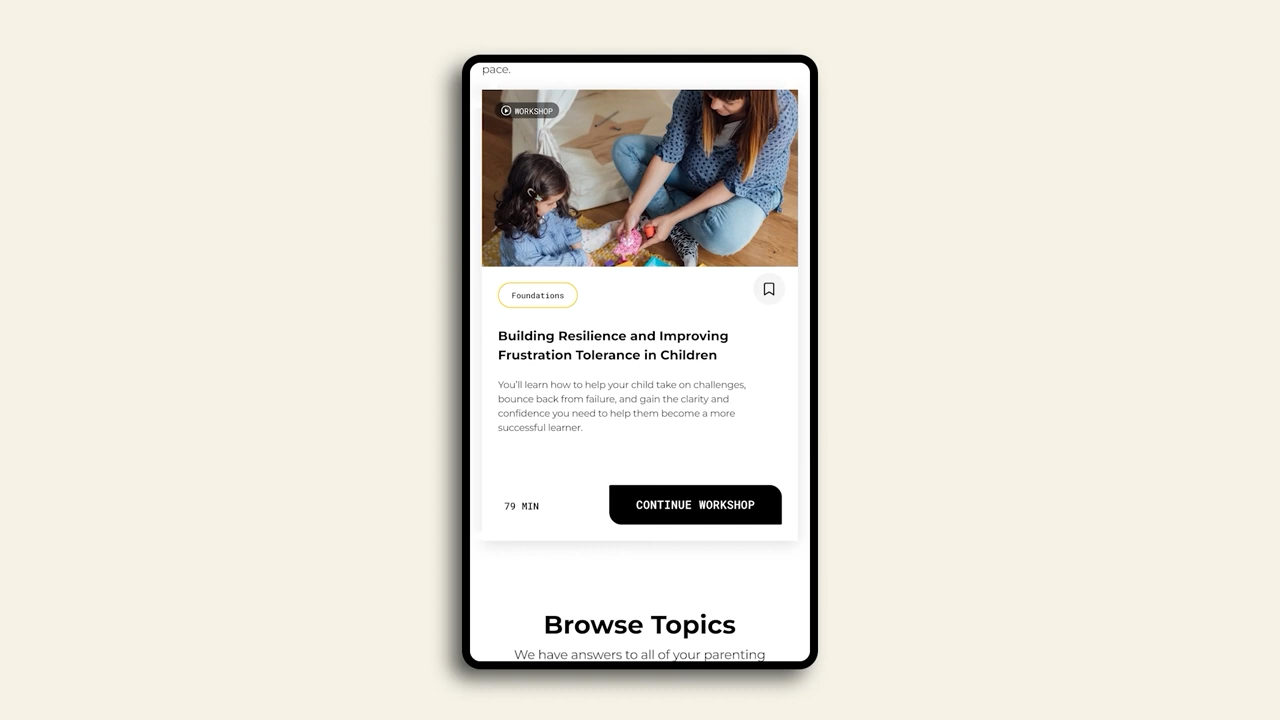 pace.
WORKSHOP
Foundations
Building Resilience and Improving
Frustration Tolerance in Children
You'll learn how to help your child take on challenges,
bounce back from failure, and gain the clarity and
confidence you need to help them become a more
successful learner.
79 MIN
CONTINUE WORKSHOP
Browse Topics
We have answers to all of your parenting